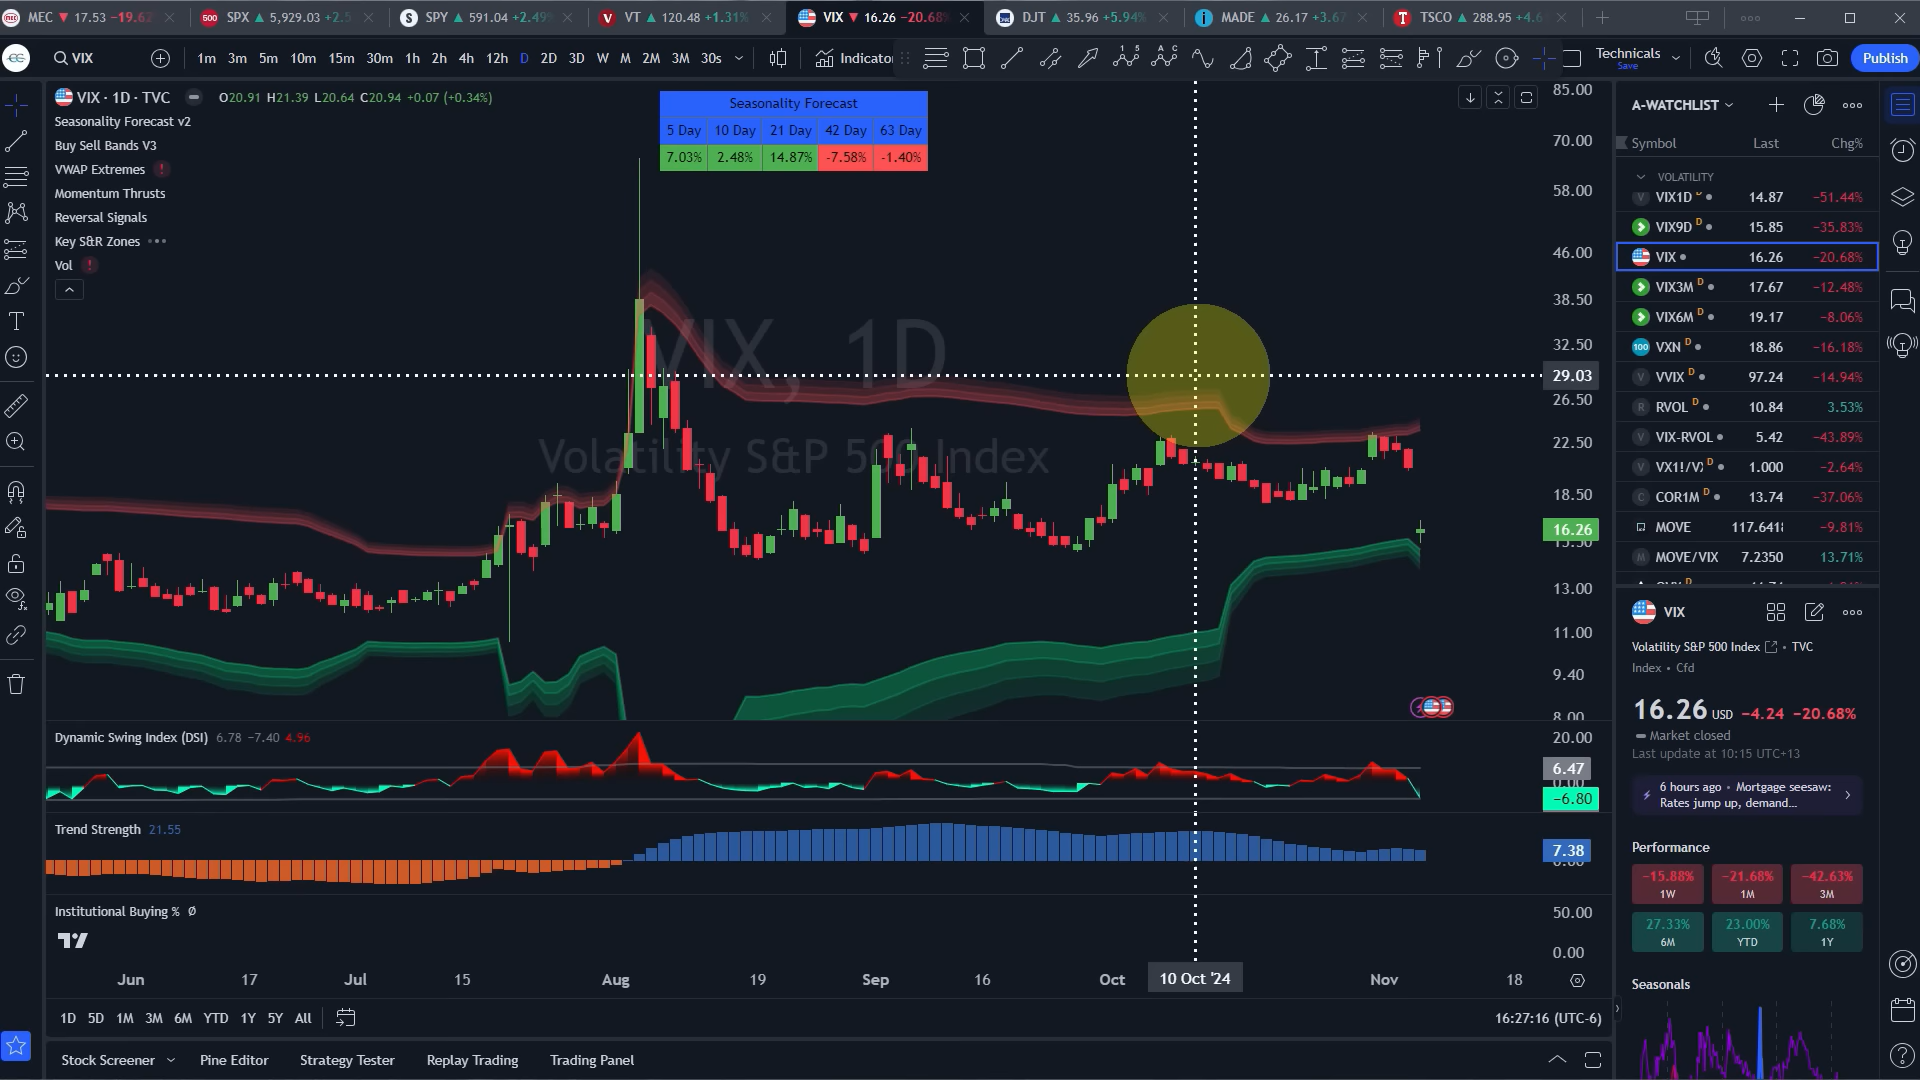 MEC 17.53 −19.62
500 SPX 5,929.03 +2.5
S SPY 591.04 +2.49%
V VT 120.48 +1.31%
VIX 16.26 −20.68%
DJT 35.96 +5.94%
MADE 26.17 +3.67
T TSCO 288.95 +4.6
VIX
1m 3m 5m 10m 15m 30m 1h 2h 4h 12h D 2D 3D W M 2M 3M 30s
Indicator
Technicals
Save
Publish
VIX · 1D · TVC O20.91 H21.39 L20.64 C20.94 +0.07 (+0.34%)
Seasonality Forecast v2
Buy Sell Bands V3
VWAP Extremes !
Momentum Thrusts
Reversal Signals
Key S&R Zones
Vol !
Seasonality Forecast
5 Day 10 Day 21 Day 42 Day 63 Day
7.03% 2.48% 14.87% -7.58% -1.40%
VIX, 1D
Volatility S&P 500 Index
85.00
70.00
58.00
46.00
38.50
32.50
29.03
26.50
22.50
18.50
16.26
13.00
11.00
9.40
8.00
Dynamic Swing Index (DSI) 6.78 −7.40 4.96
20.00
6.47
−6.80
Trend Strength 21.55
7.38
Institutional Buying % Ø
50.00
0.00
Jun 17 Jul 15 Aug 19 Sep 16 Oct 10 Oct '24 Nov 18
1D 5D 1M 3M 6M YTD 1Y 5Y All
16:27:16 (UTC-6)
Stock Screener Pine Editor Strategy Tester Replay Trading Trading Panel
A-WATCHLIST
Symbol Last Chg%
VOLATILITY
V VIX1D D 14.87 −51.44%
VIX9D D 15.85 −35.83%
VIX 16.26 −20.68%
VIX3M D 17.67 −12.48%
VIX6M D 19.17 −8.06%
100 VXN D 18.86 −16.18%
V VVIX D 97.24 −14.94%
R RVOL D 10.84 3.53%
V VIX-RVOL 5.42 −43.89%
V VX1!/VX D 1.000 −2.64%
C COR1M D 13.74 −37.06%
MOVE 117.6418 −9.81%
M MOVE/VIX 7.2350 13.71%
VIX
Volatility S&P 500 Index • TVC
Index • Cfd
16.26 USD −4.24 −20.68%
Market closed
Last update at 10:15 UTC+13
6 hours ago • Mortgage seesaw:
Rates jump up, demand...
Performance
−15.88% −21.68% −42.63%
1W 1M 3M
27.33% 23.00% 7.68%
6M YTD 1Y
Seasonals